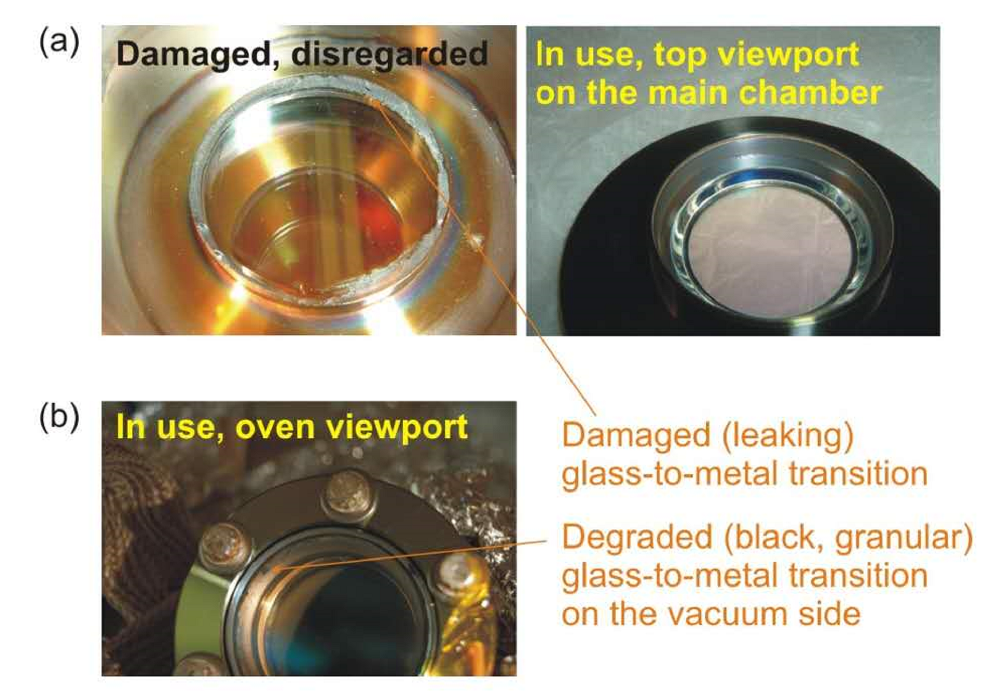 (a)
Damaged, disregarded
In use, top viewport
on the main chamber
(b)
In use, oven viewport
Damaged (leaking)
glass-to-metal transition
Degraded (black, granular)
glass-to-metal transition
on the vacuum side